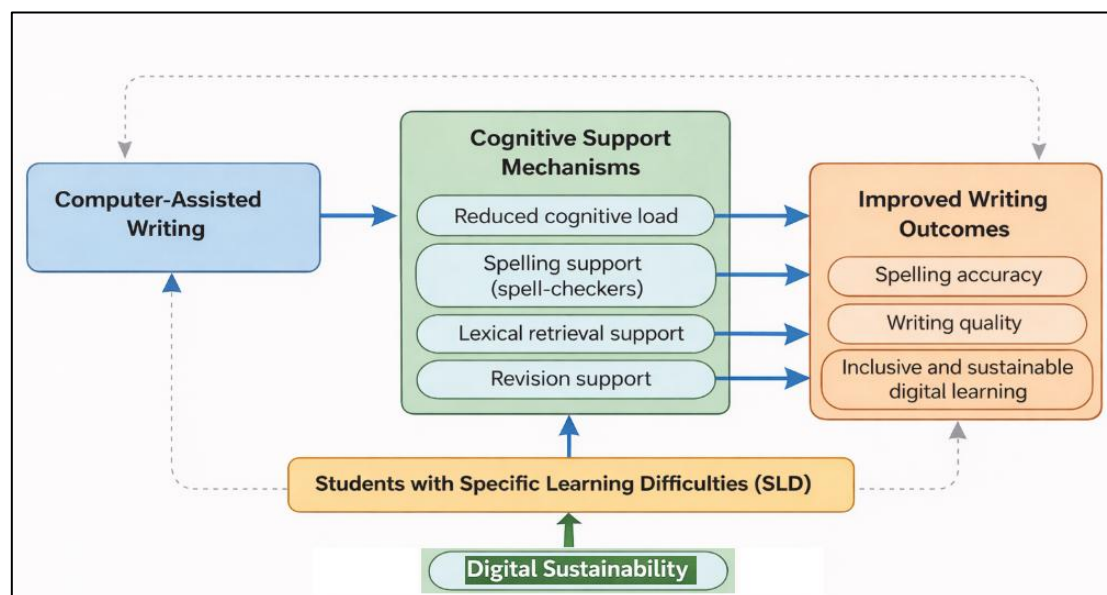 Computer-Assisted
Writing
Cognitive Support
Mechanisms
Reduced cognitive load
Spelling support
(spell-checkers)
Lexical retrieval support
Revision support
Improved Writing
Outcomes
Spelling accuracy
Writing quality
Inclusive and sustainable
digital learning
Students with Specific Learning Difficulties (SLD)
Digital Sustainability